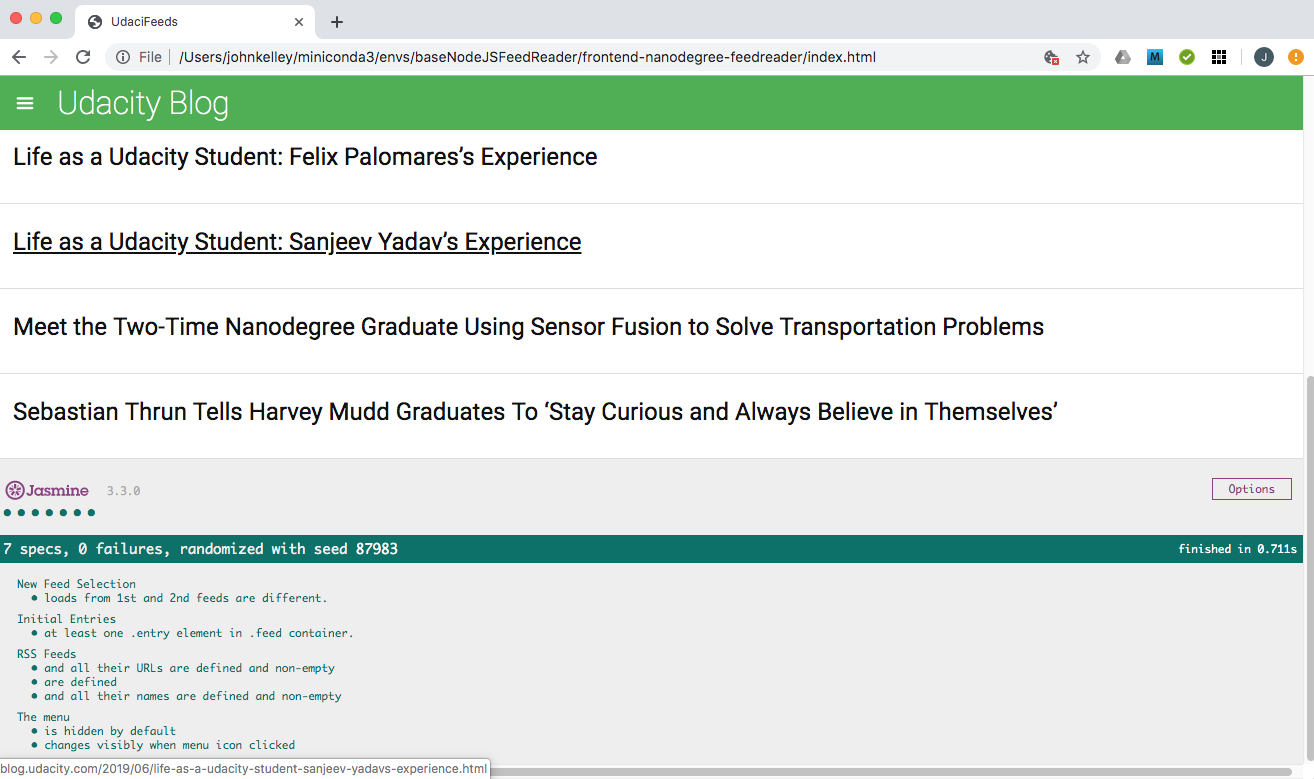 UdaciFeeds
File /Users/johnkelley/miniconda3/envs/baseNodeJSFeedReader/frontend-nanodegree-feedreader/index.html M J
Udacity Blog
Life as a Udacity Student: Felix Palomares’s Experience
Life as a Udacity Student: Sanjeev Yadav’s Experience
Meet the Two-Time Nanodegree Graduate Using Sensor Fusion to Solve Transportation Problems
Sebastian Thrun Tells Harvey Mudd Graduates To ‘Stay Curious and Always Believe in Themselves’
Jasmine 3.3.0 Options
7 specs, 0 failures, randomized with seed 87983 finished in 0.711s
New Feed Selection
• loads from 1st and 2nd feeds are different.
Initial Entries
• at least one .entry element in .feed container.
RSS Feeds
• and all their URLs are defined and non-empty
• are defined
• and all their names are defined and non-empty
The menu
• is hidden by default
• changes visibly when menu icon clicked
blog.udacity.com/2019/06/life-as-a-udacity-student-sanjeev-yadavs-experience.html